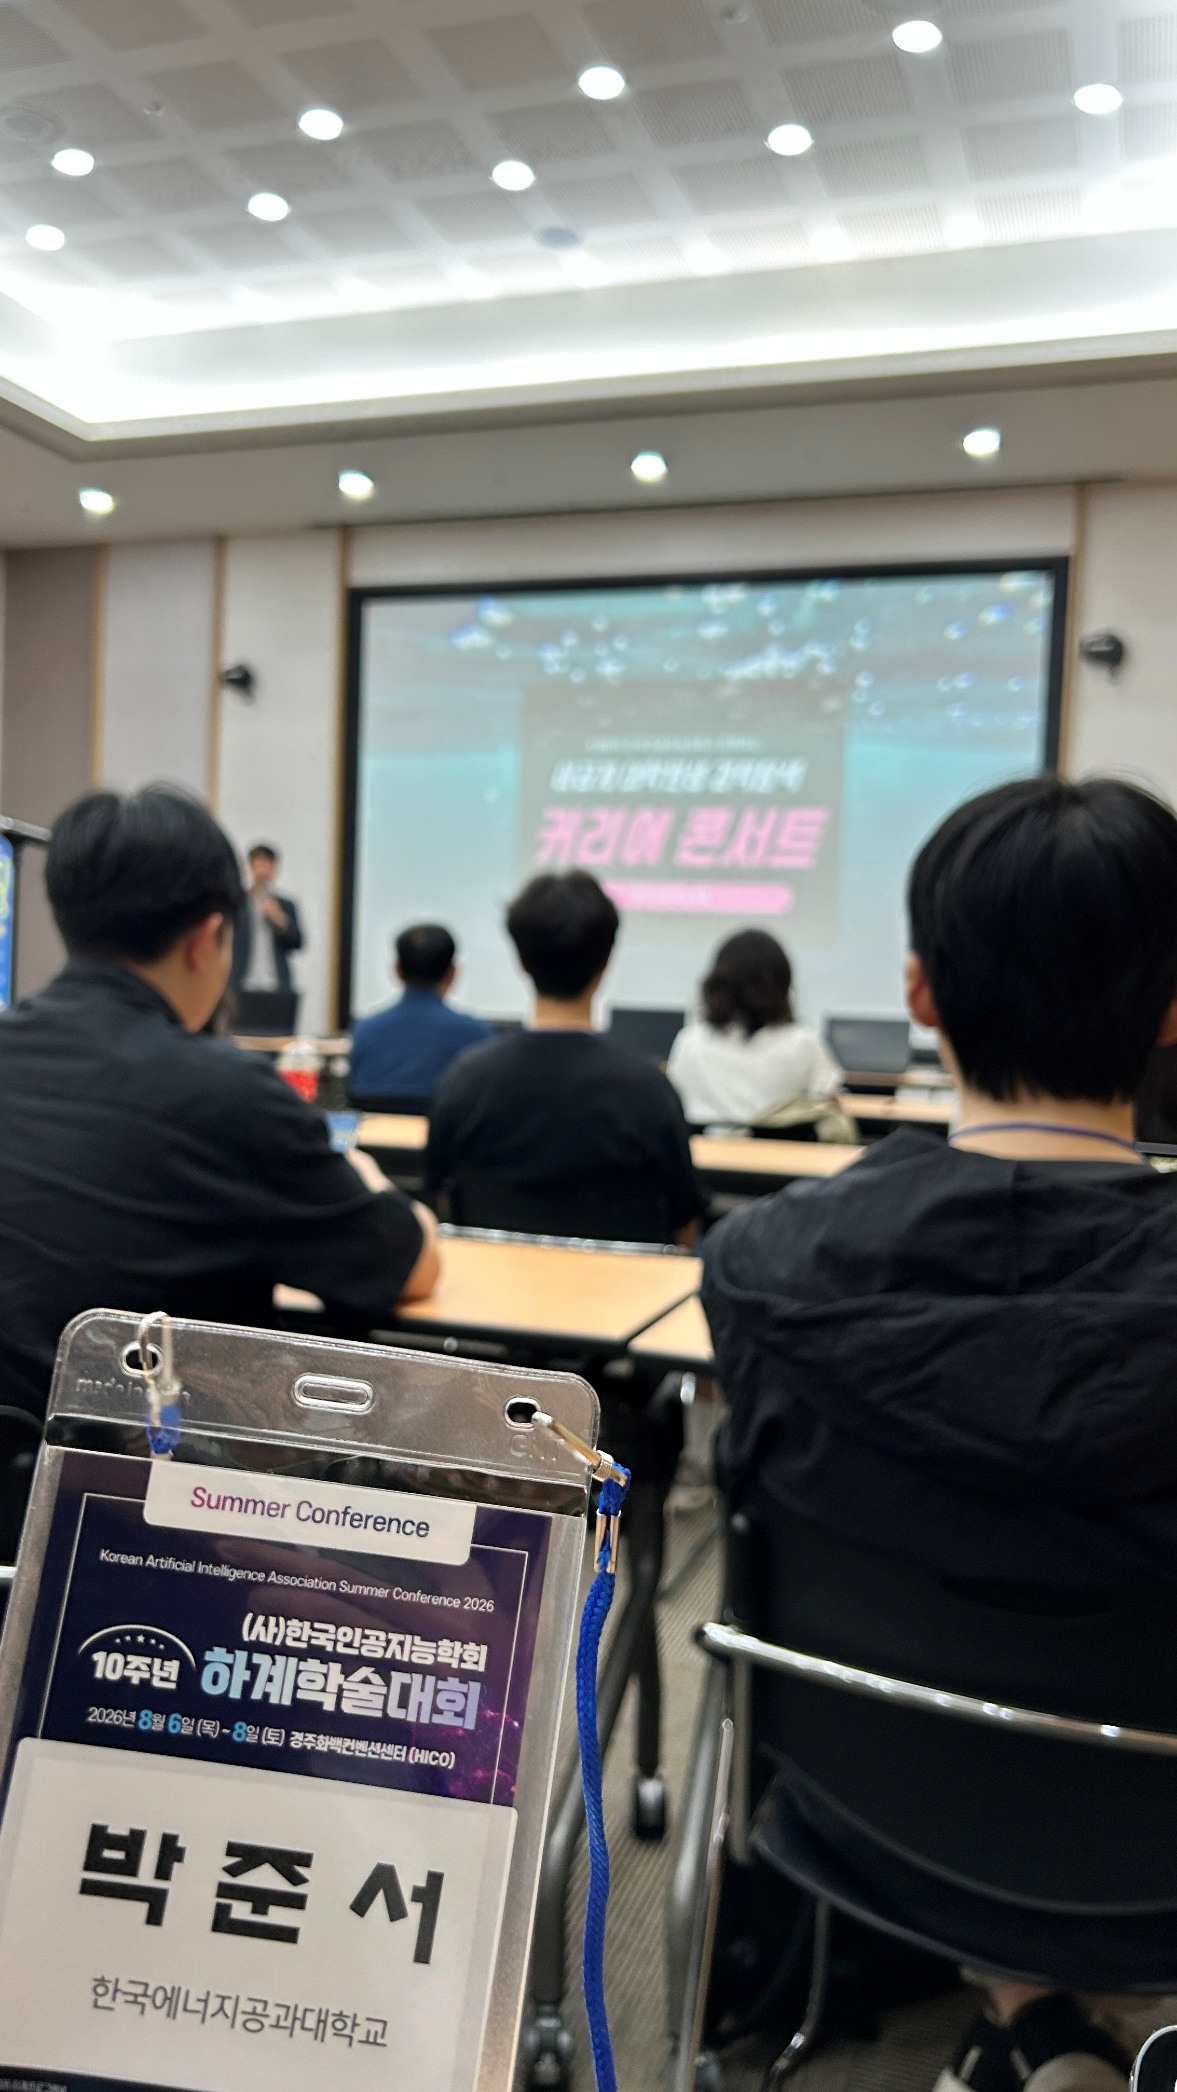 커리어 콘서트
Summer Conference
Korean Artificial Intelligence Association Summer Conference 2026
(사)한국인공지능학회
10주년 하계학술대회
2026년 8월 6일 (목) ~ 8일 (토) 경주화백컨벤션센터 (HICO)
박준서
한국에너지공과대학교